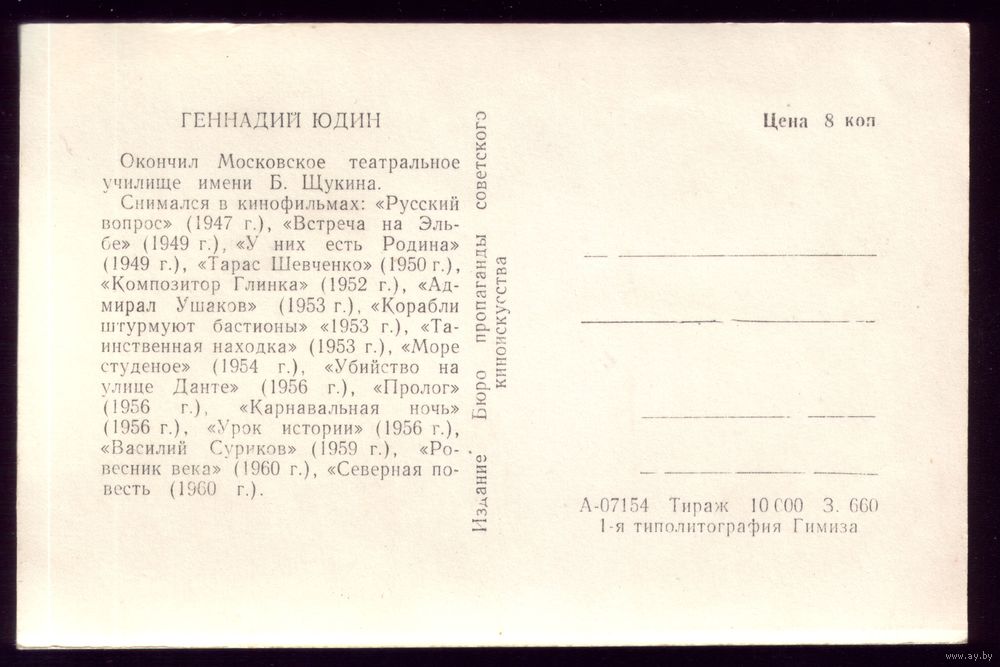 ГЕННАДИЙ ЮДИН
Окончил Московское театральное
училище имени Б. Щукина.
Снимался в кинофильмах: «Русский
вопрос» (1947 г.), «Встреча на Эль-
бе» (1949 г.), «У них есть Родина»
(1949 г.), «Тарас Шевченко» (1950 г.),
«Композитор Глинка» (1952 г.), «Ад-
мирал Ушаков» (1953 г.), «Корабли
штурмуют бастионы» «1953 г.), «Та-
инственная находка» (1953 г.), «Море
студеное» (1954 г.), «Убийство на
улице Данте» (1956 г.), «Пролог»
(1956 г.), «Карнавальная ночь»
(1956 г.), «Урок истории» (1956 г.),
«Василий Суриков» (1959 г.), «Ро-
весник века» (1960 г.), «Северная по-
весть (1960 г.).
Издание Бюро пропаганды советского
киноискусства
Цена 8 коп
А-07154 Тираж 10 000 З. 660
1-я типолитография Гимиза
www.ay.by